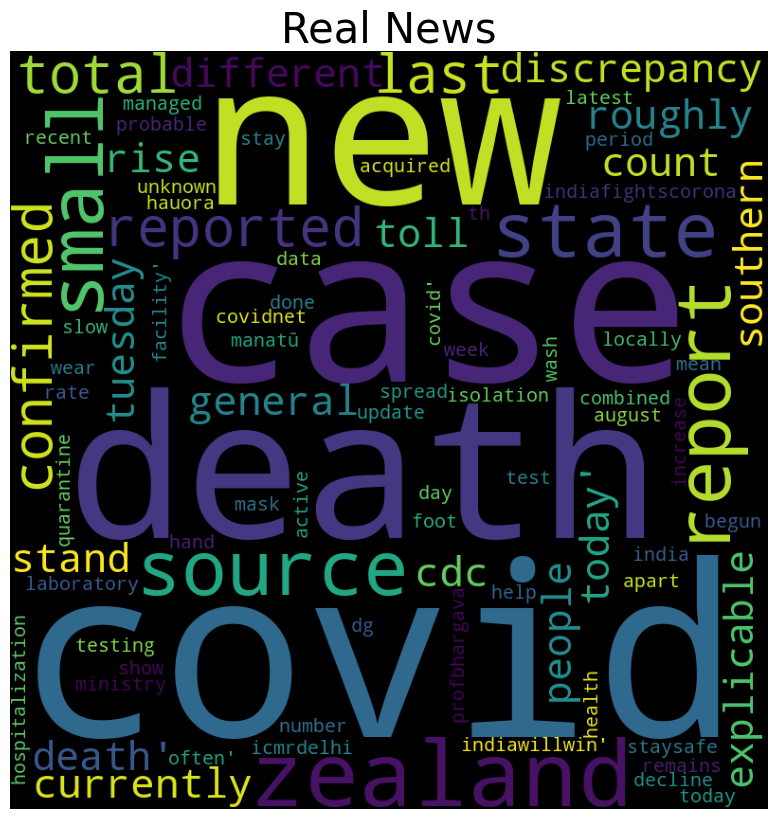 Real News
total
different
last
discrepancy
managed
latest
probable
new
roughly
recent
stay
period
rise
acquired
count
small
unknown
indiafightscorona
hauora
th
confirmed
reported
toll
state
southern
tuesday
facility'
data
case
covid'
done
covidnet
slow
manatū
week
wash
locally
report
wear
mean
rate
general
spread
isolation
combined
update
august
increase
death
quarantine
active
test
today'
mask
day
foot
begun
hand
stand
source
cdc
people
india
explicable
laboratory
help
apart
covid
profbhargava
dg
hospitalization
testing
show
ministry
health
number
death'
often'
icmrdelhi
indiawillwin'
staysafe
remains
currently
zealand
decline
today